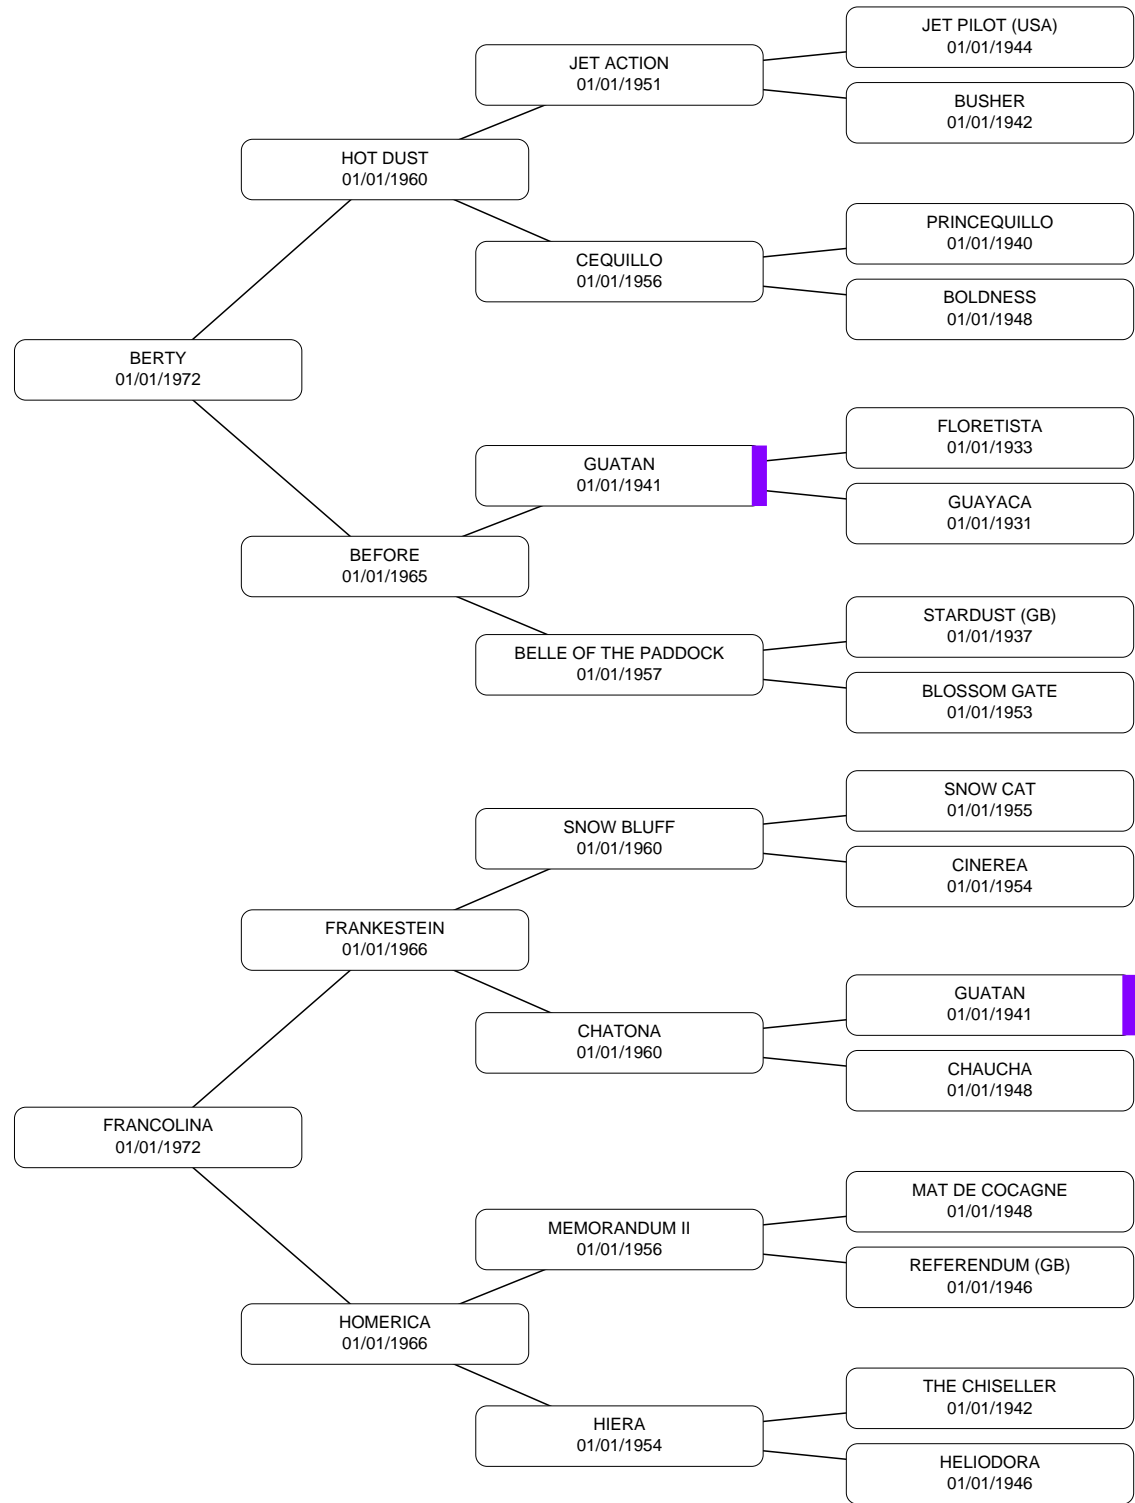 JET PILOT (USA)
01/01/1944
JET ACTION
01/01/1951
BUSHER
01/01/1942
HOT DUST
01/01/1960
PRINCEQUILLO
01/01/1940
CEQUILLO
01/01/1956
BOLDNESS
01/01/1948
BERTY
01/01/1972
FLORETISTA
01/01/1933
GUATAN
01/01/1941
GUAYACA
01/01/1931
BEFORE
01/01/1965
STARDUST (GB)
01/01/1937
BELLE OF THE PADDOCK
01/01/1957
BLOSSOM GATE
01/01/1953
SNOW CAT
01/01/1955
SNOW BLUFF
01/01/1960
CINEREA
01/01/1954
FRANKESTEIN
01/01/1966
GUATAN
01/01/1941
CHATONA
01/01/1960
CHAUCHA
01/01/1948
FRANCOLINA
01/01/1972
MAT DE COCAGNE
01/01/1948
MEMORANDUM II
01/01/1956
REFERENDUM (GB)
01/01/1946
HOMERICA
01/01/1966
THE CHISELLER
01/01/1942
HIERA
01/01/1954
HELIODORA
01/01/1946